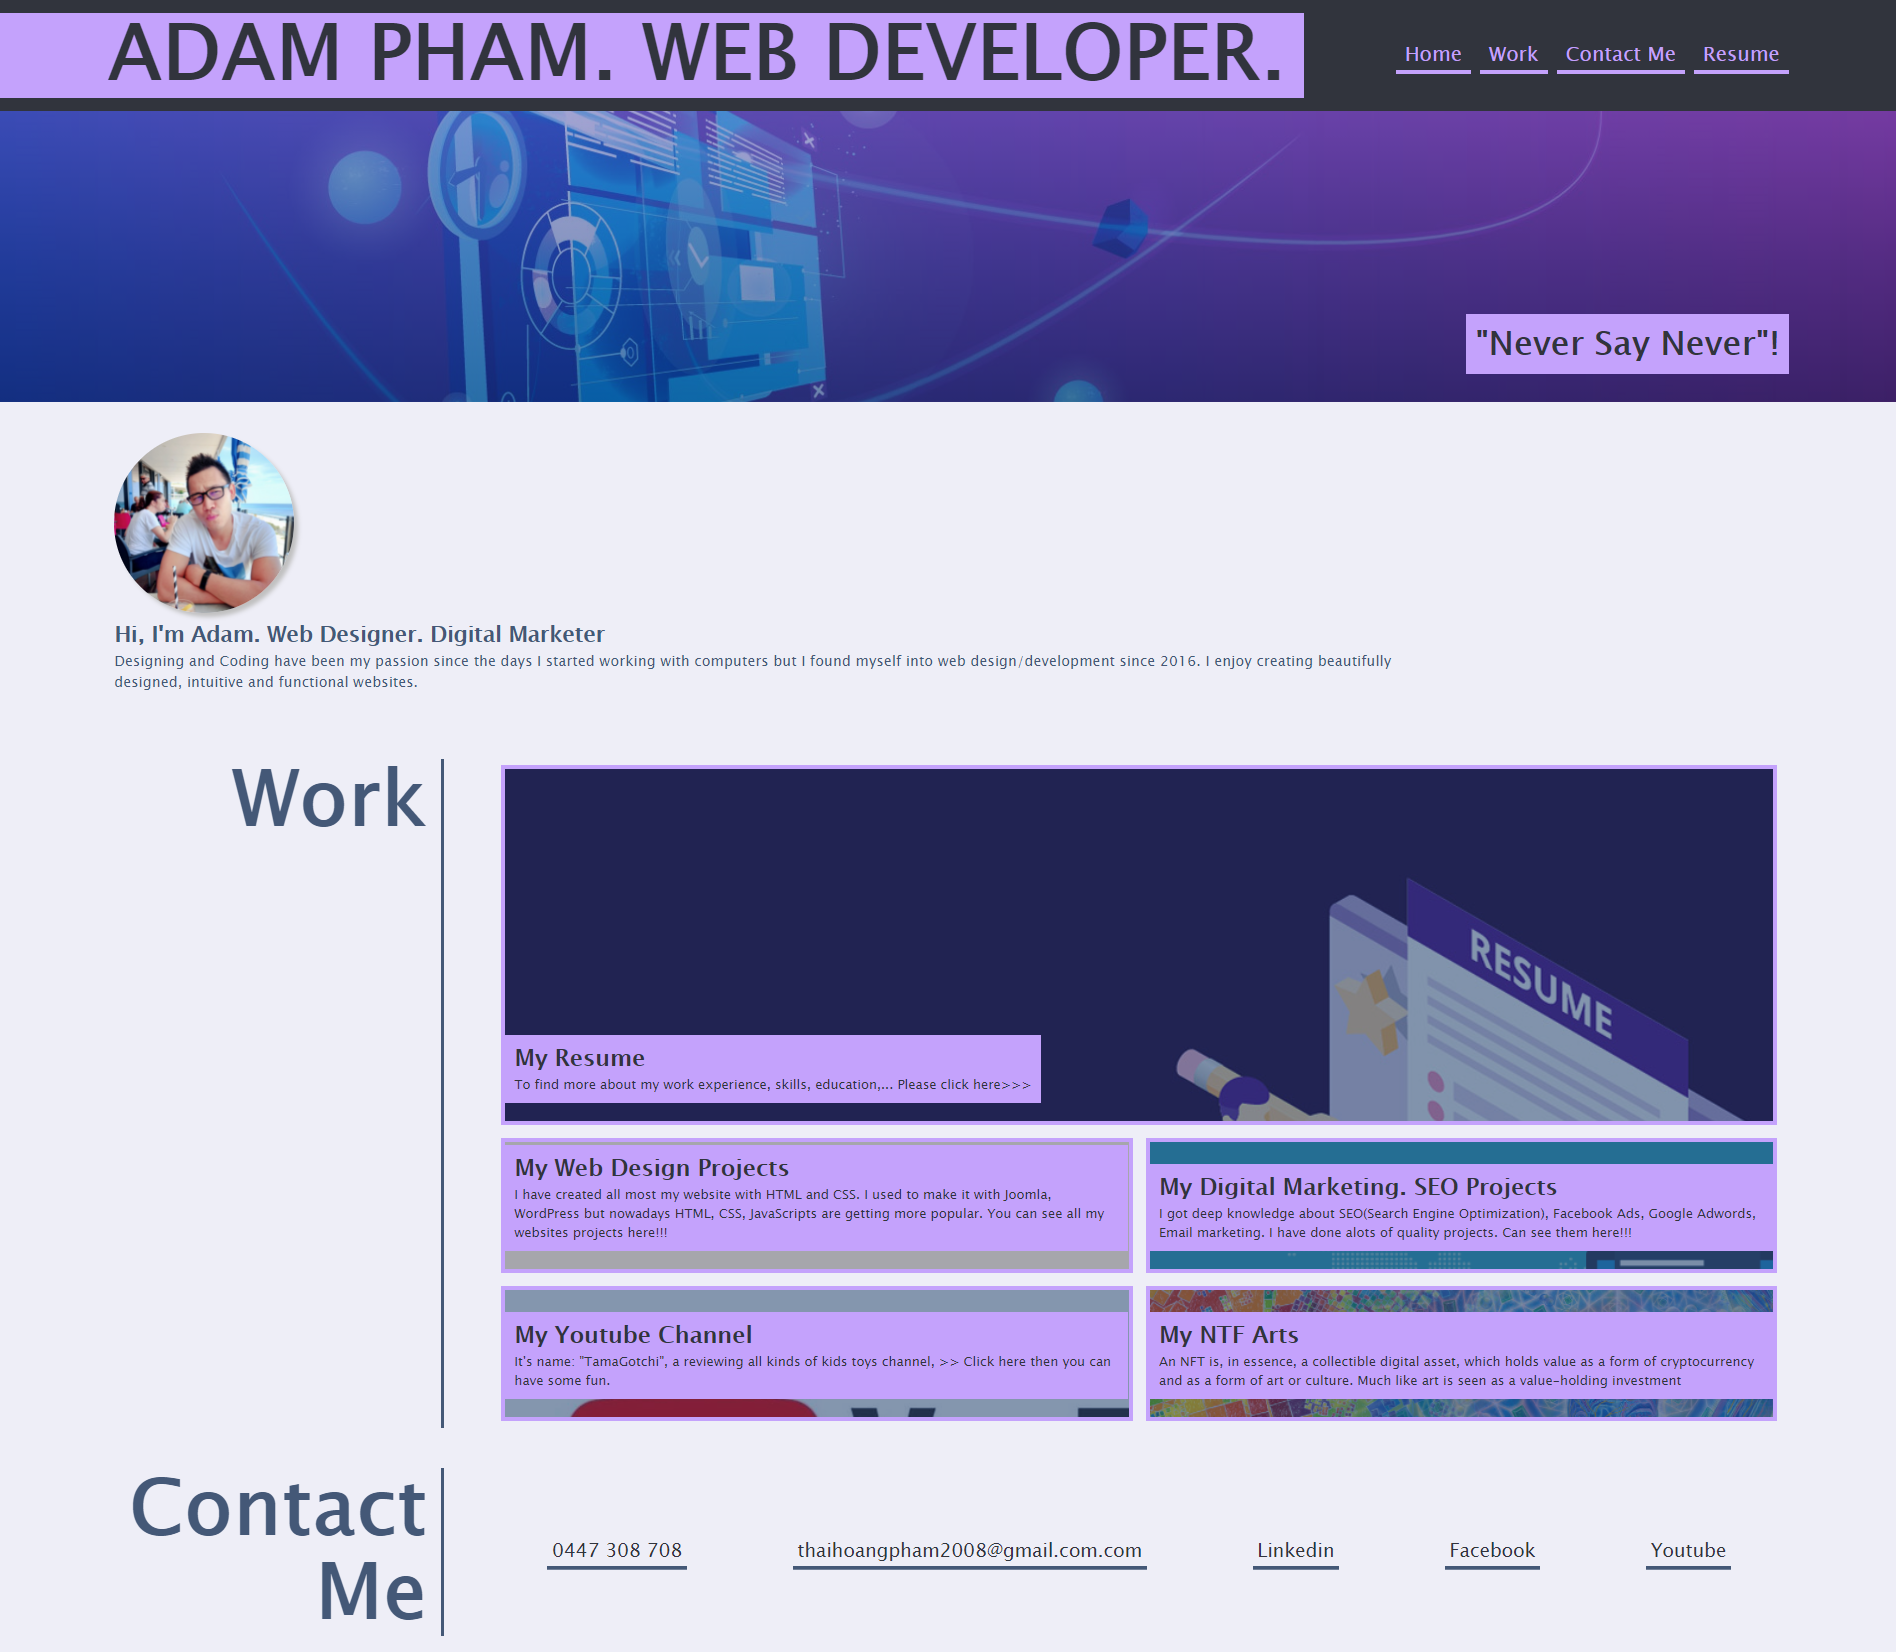 ADAM PHAM. WEB DEVELOPER.
Home Work Contact Me Resume
"Never Say Never"!
Hi, I'm Adam. Web Designer. Digital Marketer
Designing and Coding have been my passion since the days I started working with computers but I found myself into web design/development since 2016. I enjoy creating beautifully
designed, intuitive and functional websites.
Work
RESUME
My Resume
To find more about my work experience, skills, education,... Please click here>>>
My Web Design Projects
I have created all most my website with HTML and CSS. I used to make it with Joomla,
WordPress but nowadays HTML, CSS, JavaScripts are getting more popular. You can see all my
websites projects here!!!
My Digital Marketing. SEO Projects
I got deep knowledge about SEO(Search Engine Optimization), Facebook Ads, Google Adwords,
Email marketing. I have done alots of quality projects. Can see them here!!!
My Youtube Channel
It's name: "TamaGotchi", a reviewing all kinds of kids toys channel, >> Click here then you can
have some fun.
My NTF Arts
An NFT is, in essence, a collectible digital asset, which holds value as a form of cryptocurrency
and as a form of art or culture. Much like art is seen as a value-holding investment
Contact
Me
0447 308 708
thaihoangpham2008@gmail.com.com
Linkedin
Facebook
Youtube